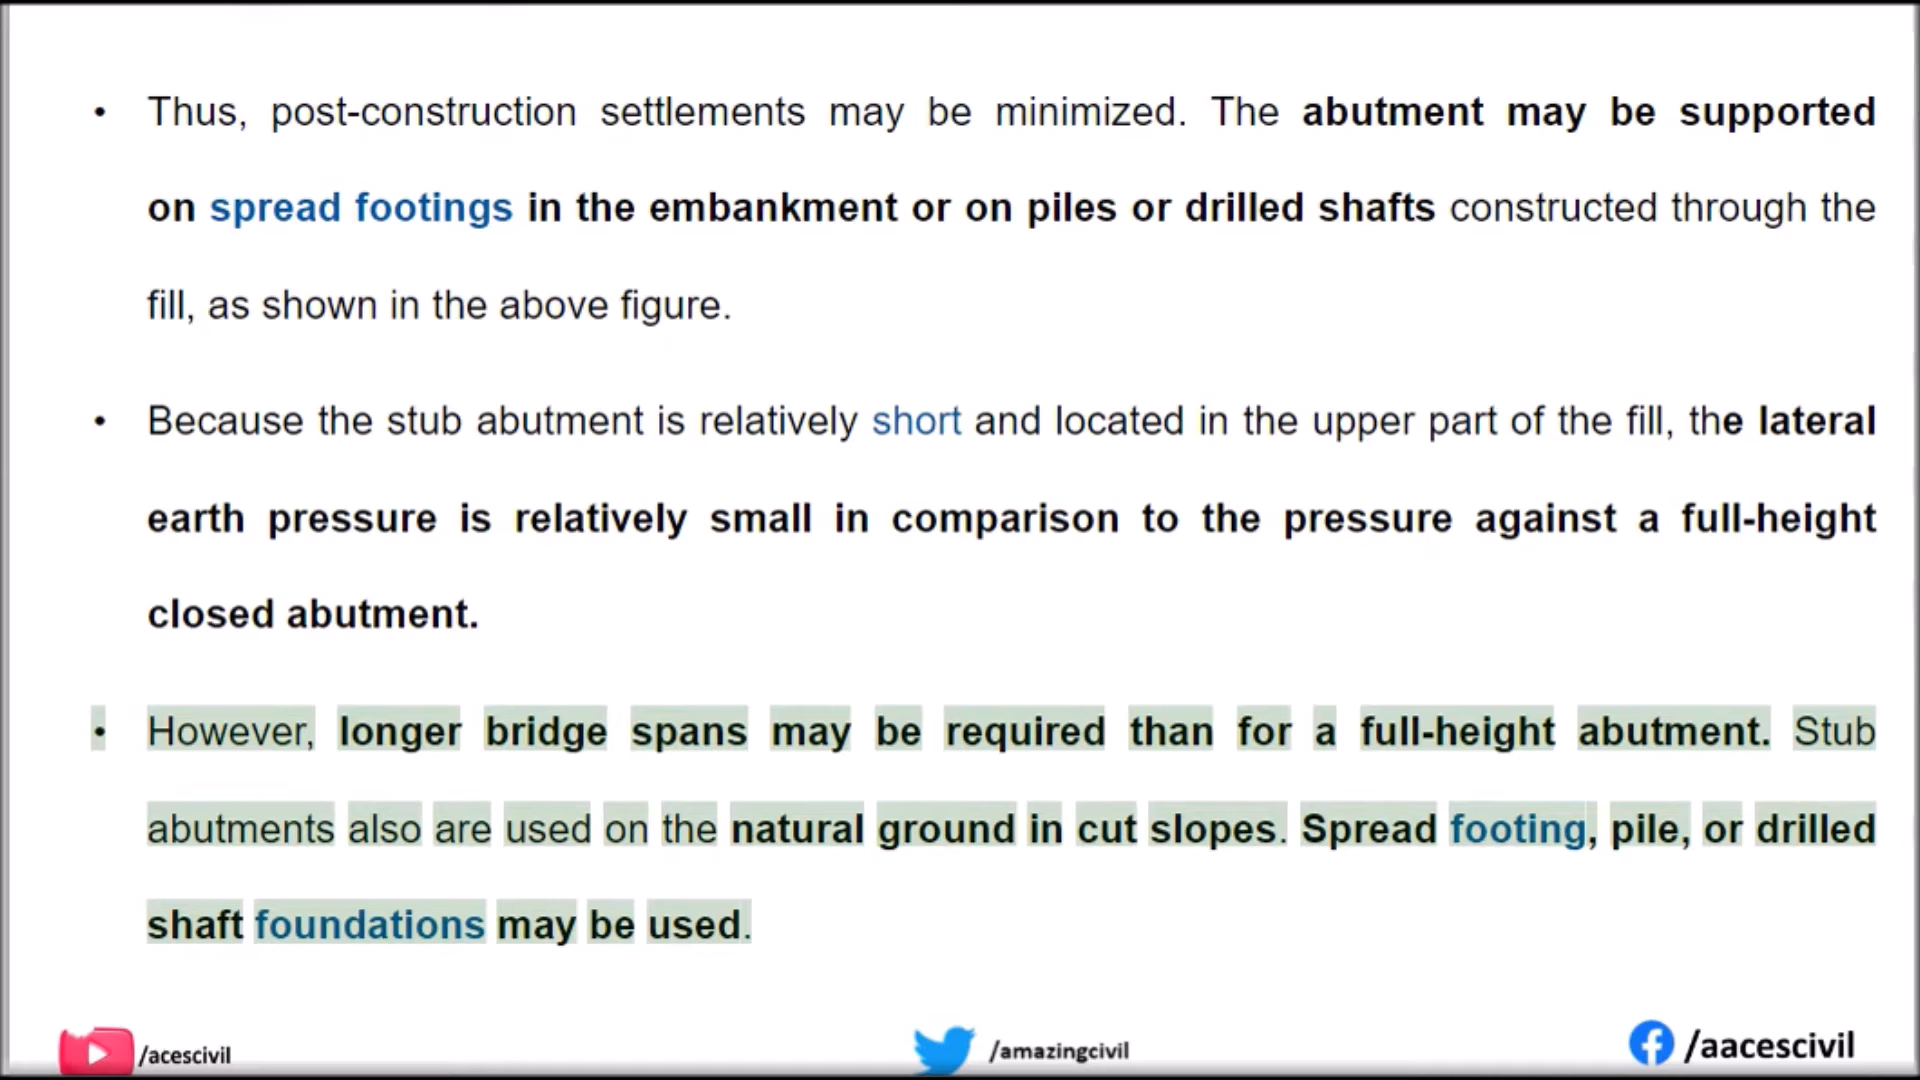 • Thus, post-construction settlements may be minimized. The abutment may be supported
on spread footings in the embankment or on piles or drilled shafts constructed through the
fill, as shown in the above figure.
• Because the stub abutment is relatively short and located in the upper part of the fill, the lateral
earth pressure is relatively small in comparison to the pressure against a full-height
closed abutment.
• However, longer bridge spans may be required than for a full-height abutment. Stub
abutments also are used on the natural ground in cut slopes. Spread footing, pile, or drilled
shaft foundations may be used.
/acescivil
/amazingcivil
/aacescivil